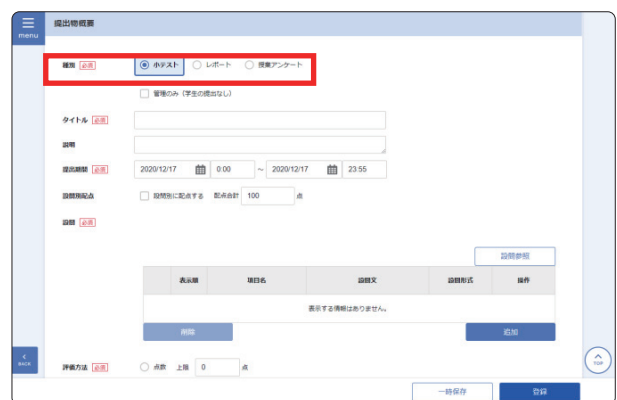 menu
提出物概要
種別 必須 小テスト レポート 授業アンケート
管理のみ（学生の提出なし）
タイトル 必須
説明
提出期間 必須 2020/12/17 0:00 ~ 2020/12/17 23:55
設問別配点 設問別に配点する 配点合計 100 点
設問 必須
設問参照
表示順 項目名 設問文 設問形式 操作
表示する情報はありません。
削除 追加
BACK
TOP
評価方法 必須 点数 上限 0 点
一時保存 登録